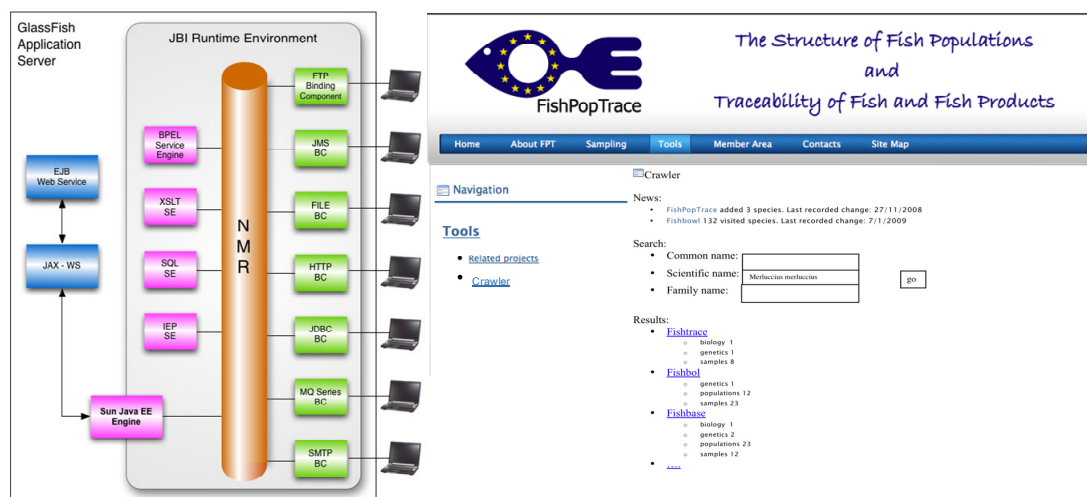 GlassFish
Application
Server
JBI Runtime Environment
FTP
Binding
Component
BPEL
Service
Engine
JMS
BC
EJB
Web Service
XSLT
SE
FILE
BC
N
M
R
JAX - WS
SQL
SE
HTTP
BC
IEP
SE
JDBC
BC
Sun Java EE
Engine
MQ Series
BC
SMTP
BC
FishPopTrace
The Structure of Fish Populations
and
Traceability of Fish and Fish Products
Home About FPT Sampling Tools Member Area Contacts Site Map
Navigation
Tools
• Related projects
• Crawler
Crawler
News:
• FishPopTrace added 3 species. Last recorded change: 27/11/2008
• Fishbowl 132 visited species. Last recorded change: 7/1/2009
Search:
• Common name:
• Scientific name: Merluccius merluccius go
• Family name:
Results:
• Fishtrace
o biology 1
o genetics 1
o samples 8
• Fishbol
o genetics 1
o populations 12
o samples 23
• Fishbase
o biology 1
o genetics 2
o populations 23
o samples 12
• ....